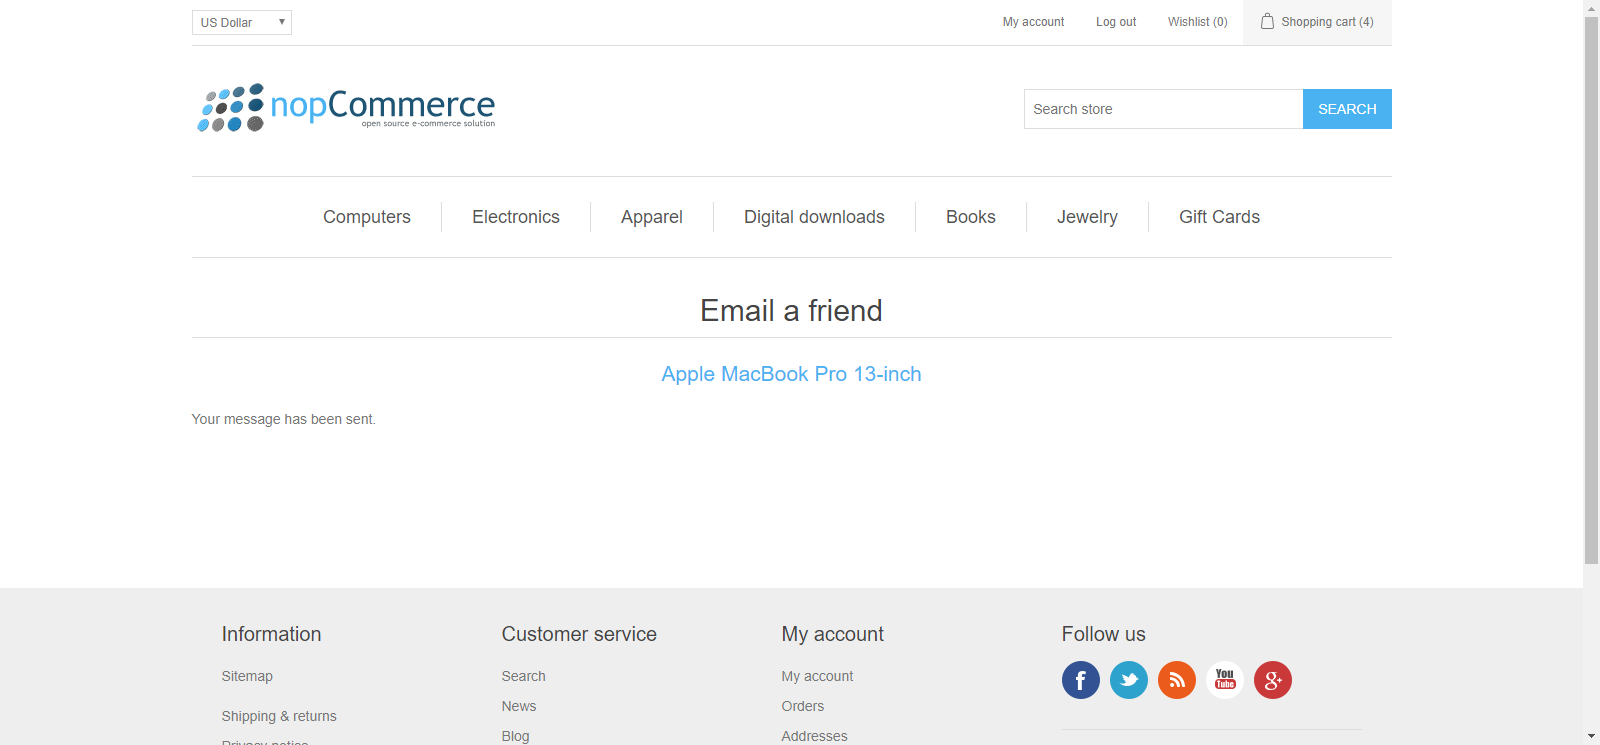 US Dollar
My account
Log out
Wishlist (0)
Shopping cart (4)
nopCommerce
open source e-commerce solution
Search store
SEARCH
Computers
Electronics
Apparel
Digital downloads
Books
Jewelry
Gift Cards
Email a friend
Apple MacBook Pro 13-inch
Your message has been sent.
Information
Sitemap
Shipping & returns
Privacy notice
Customer service
Search
News
Blog
My account
My account
Orders
Addresses
Follow us
You
Tube